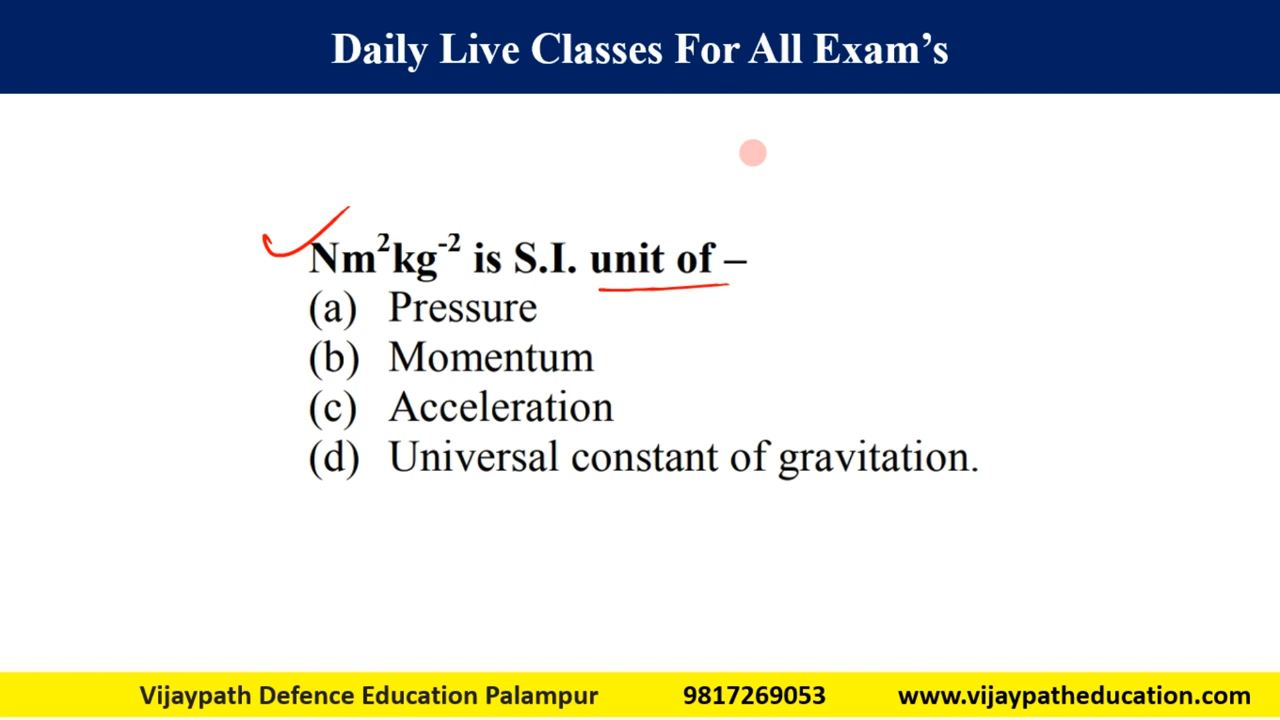 Daily Live Classes For All Exam’s
Nm²kg⁻² is S.I. unit of –
(a) Pressure
(b) Momentum
(c) Acceleration
(d) Universal constant of gravitation.
Vijaypath Defence Education Palampur 9817269053 www.vijaypatheducation.com